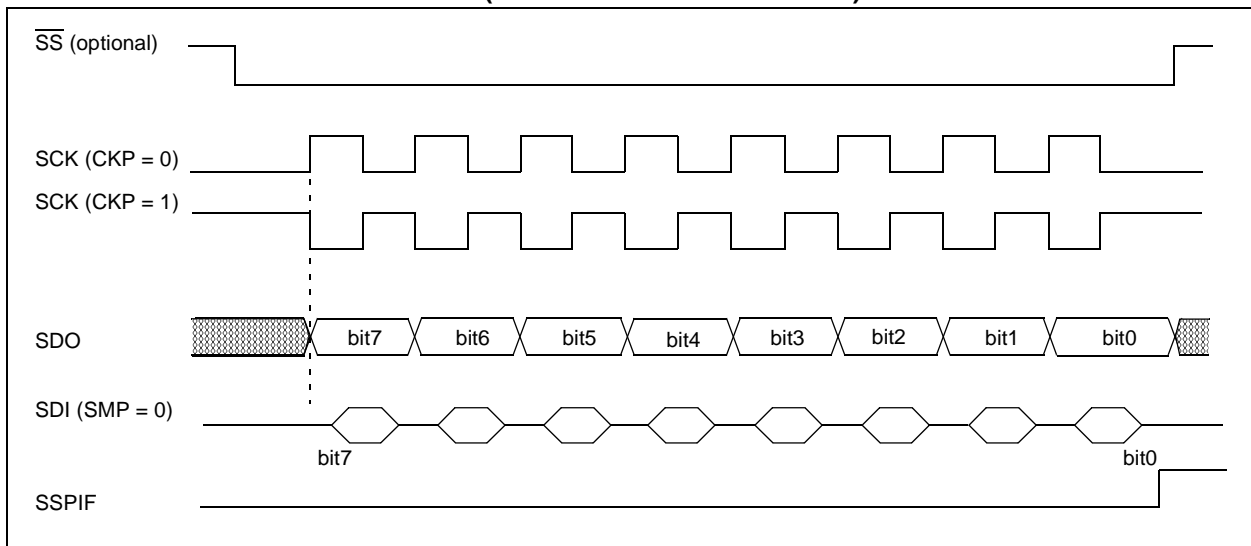 S̅S̅ (optional)
SCK (CKP = 0)
SCK (CKP = 1)
SDO
bit7 bit6 bit5 bit4 bit3 bit2 bit1 bit0
SDI (SMP = 0)
bit7 bit0
SSPIF